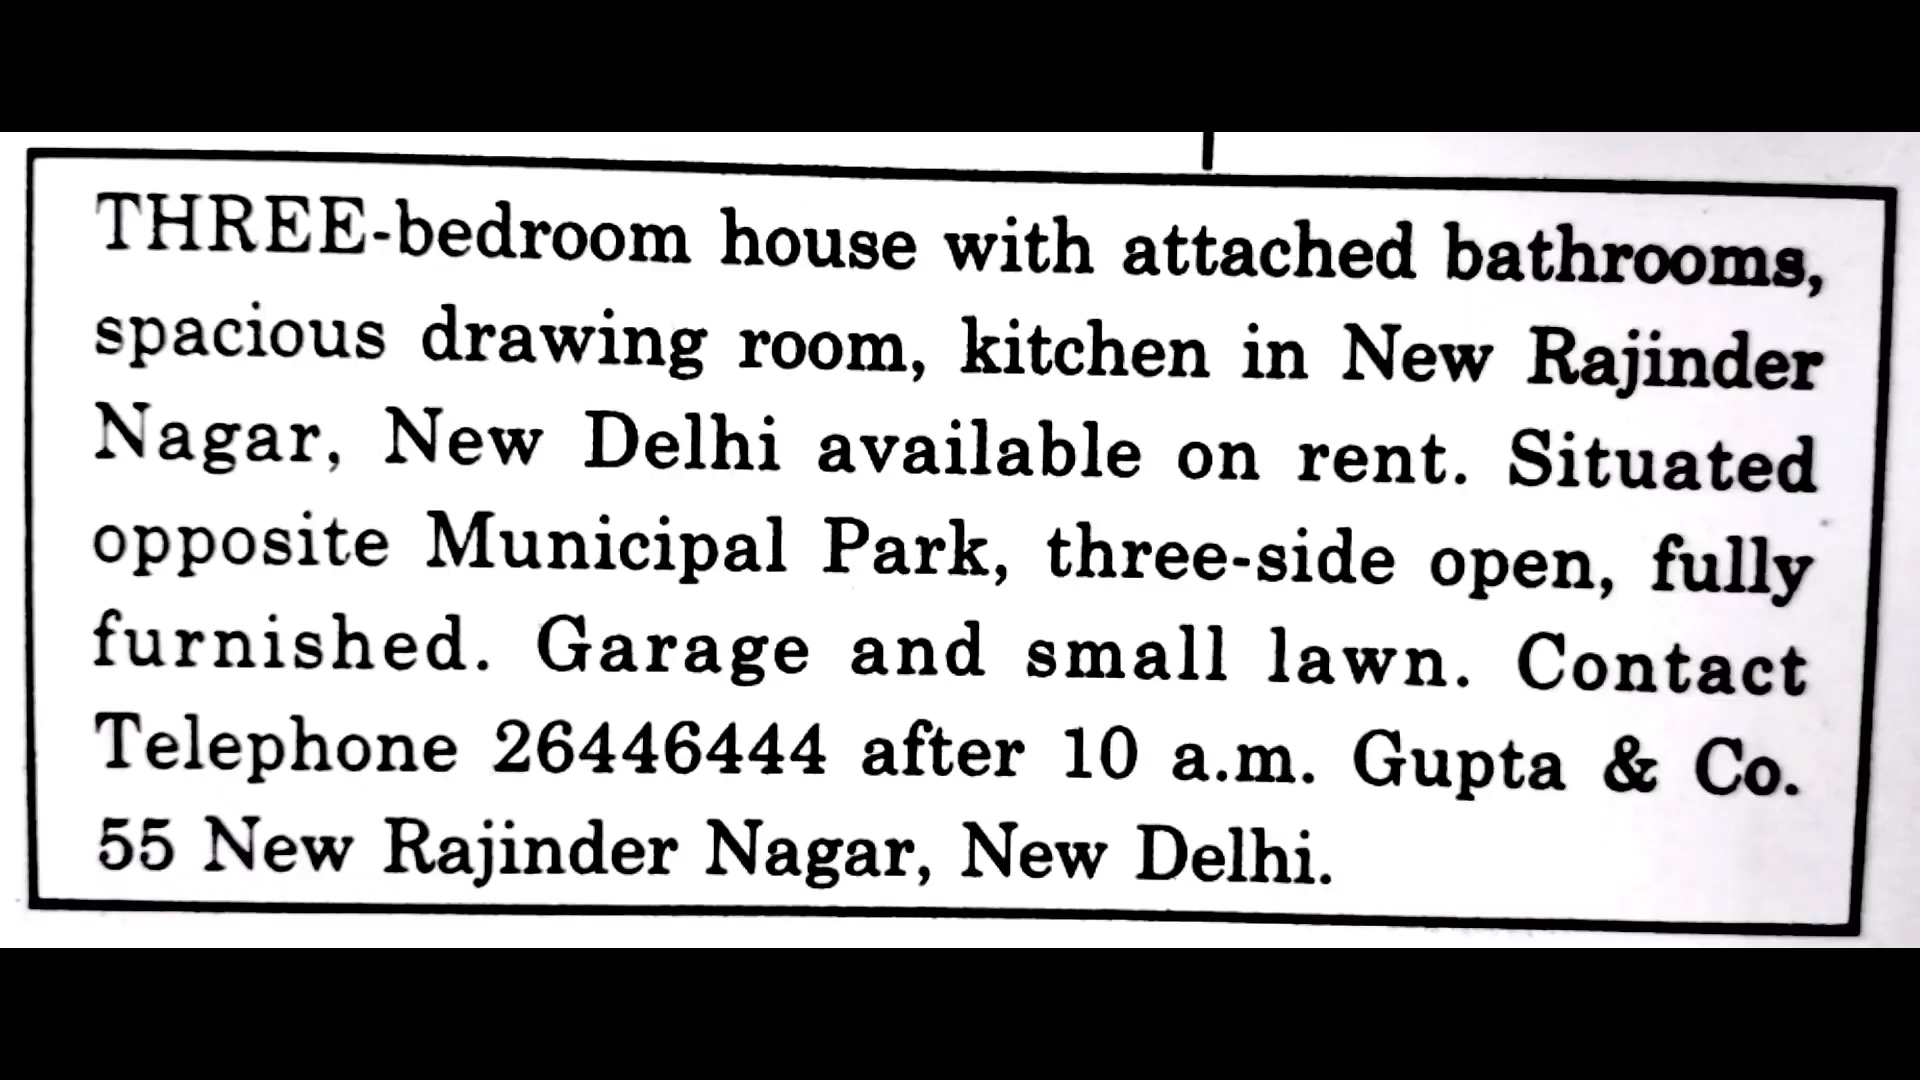 THREE-bedroom house with attached bathrooms,
spacious drawing room, kitchen in New Rajinder
Nagar, New Delhi available on rent. Situated
opposite Municipal Park, three-side open, fully
furnished. Garage and small lawn. Contact
Telephone 26446444 after 10 a.m. Gupta & Co.
55 New Rajinder Nagar, New Delhi.